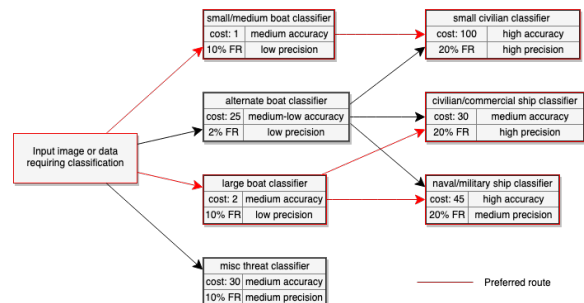 small/medium boat classifier
cost: 1 medium accuracy
10% FR low precision
small civilian classifier
cost: 100 high accuracy
20% FR high precision
alternate boat classifier
cost: 25 medium-low accuracy
2% FR low precision
civilian/commercial ship classifier
cost: 30 medium accuracy
20% FR high precision
Input image or data
requiring classification
large boat classifier
cost: 2 medium accuracy
10% FR low precision
naval/military ship classifier
cost: 45 high accuracy
20% FR medium precision
misc threat classifier
cost: 30 medium accuracy
10% FR medium precision
Preferred route